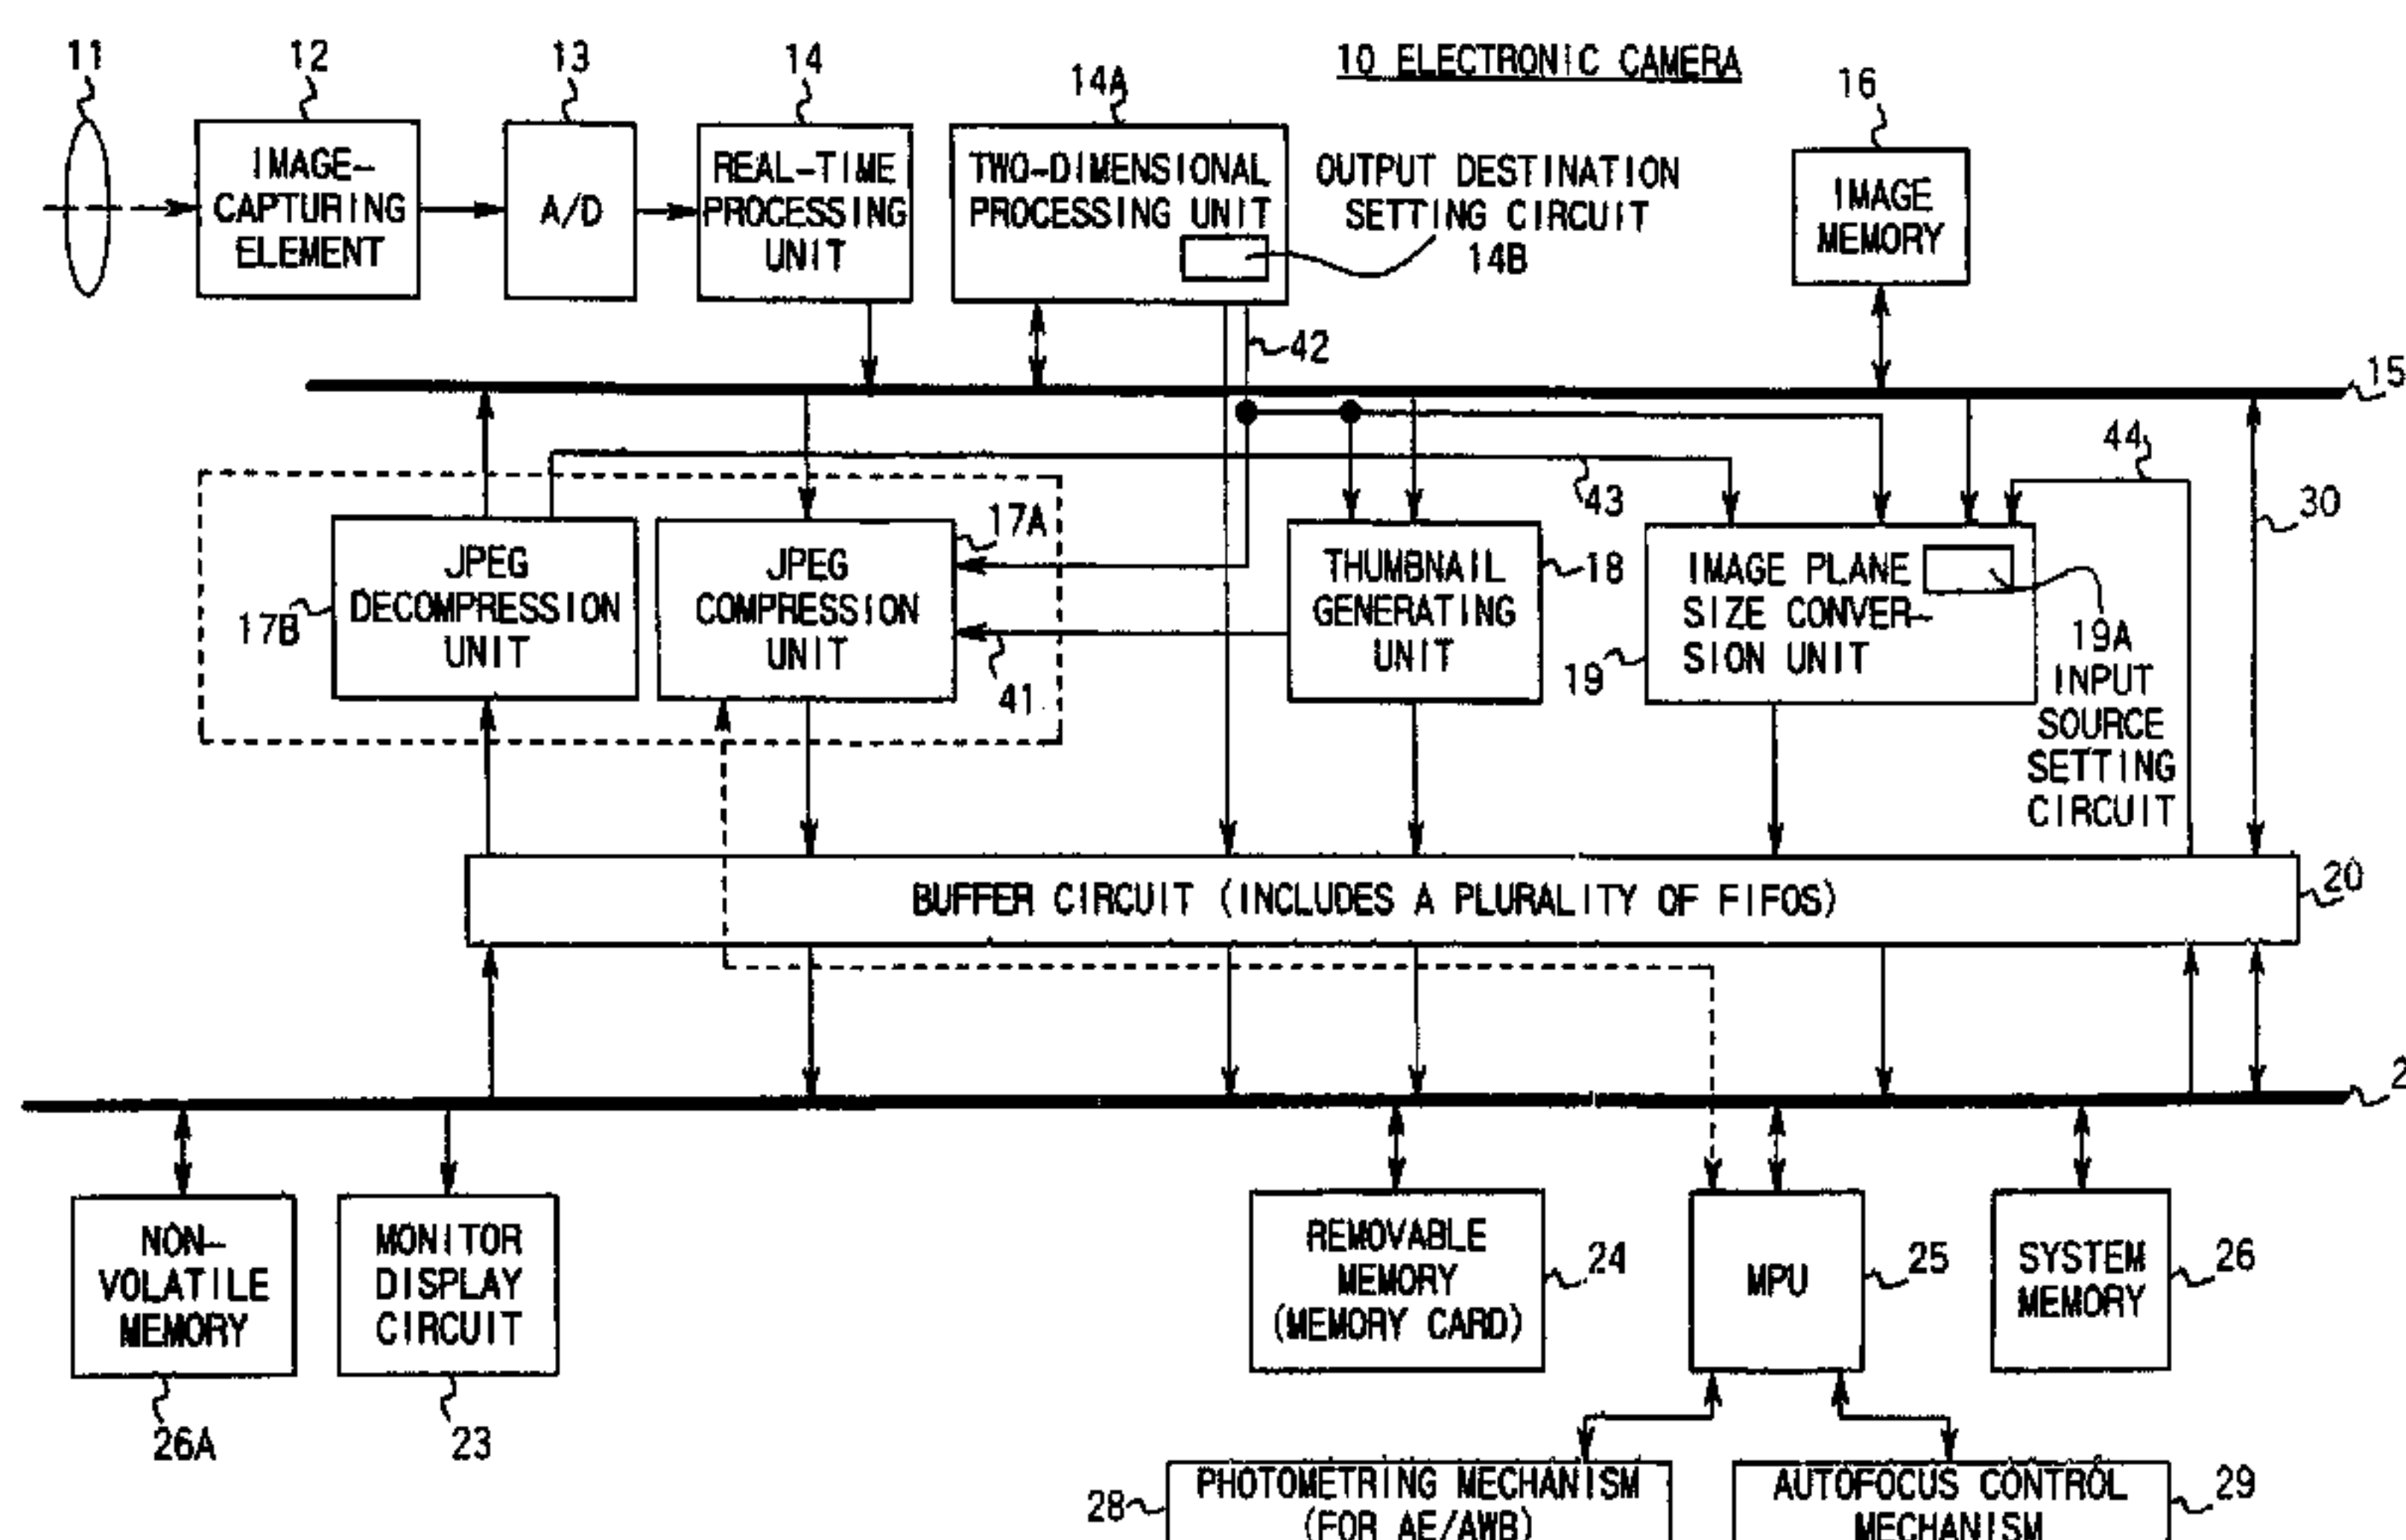 10 ELECTRONIC CAMERA
11
12
13
14
14A
16
IMAGE-
CAPTURING
ELEMENT
A/D
REAL-TIME
PROCESSING
UNIT
TWO-DIMENSIONAL
PROCESSING UNIT
OUTPUT DESTINATION
SETTING CIRCUIT
14B
IMAGE
MEMORY
42
15
43
44
30
17A
17B
JPEG
DECOMPRESSION
UNIT
JPEG
COMPRESSION
UNIT
41
THUMBNAIL
GENERATING
UNIT
18
IMAGE PLANE
SIZE CONVER-
SION UNIT
19
19A
INPUT
SOURCE
SETTING
CIRCUIT
BUFFER CIRCUIT (INCLUDES A PLURALITY OF FIFOS)
20
2
NON-
VOLATILE
MEMORY
26A
MONITOR
DISPLAY
CIRCUIT
23
REMOVABLE
MEMORY
(MEMORY CARD)
24
MPU
25
SYSTEM
MEMORY
26
28
PHOTOMETRING MECHANISM
(FOR AE/AWB)
AUTOFOCUS CONTROL
MECHANISM
29